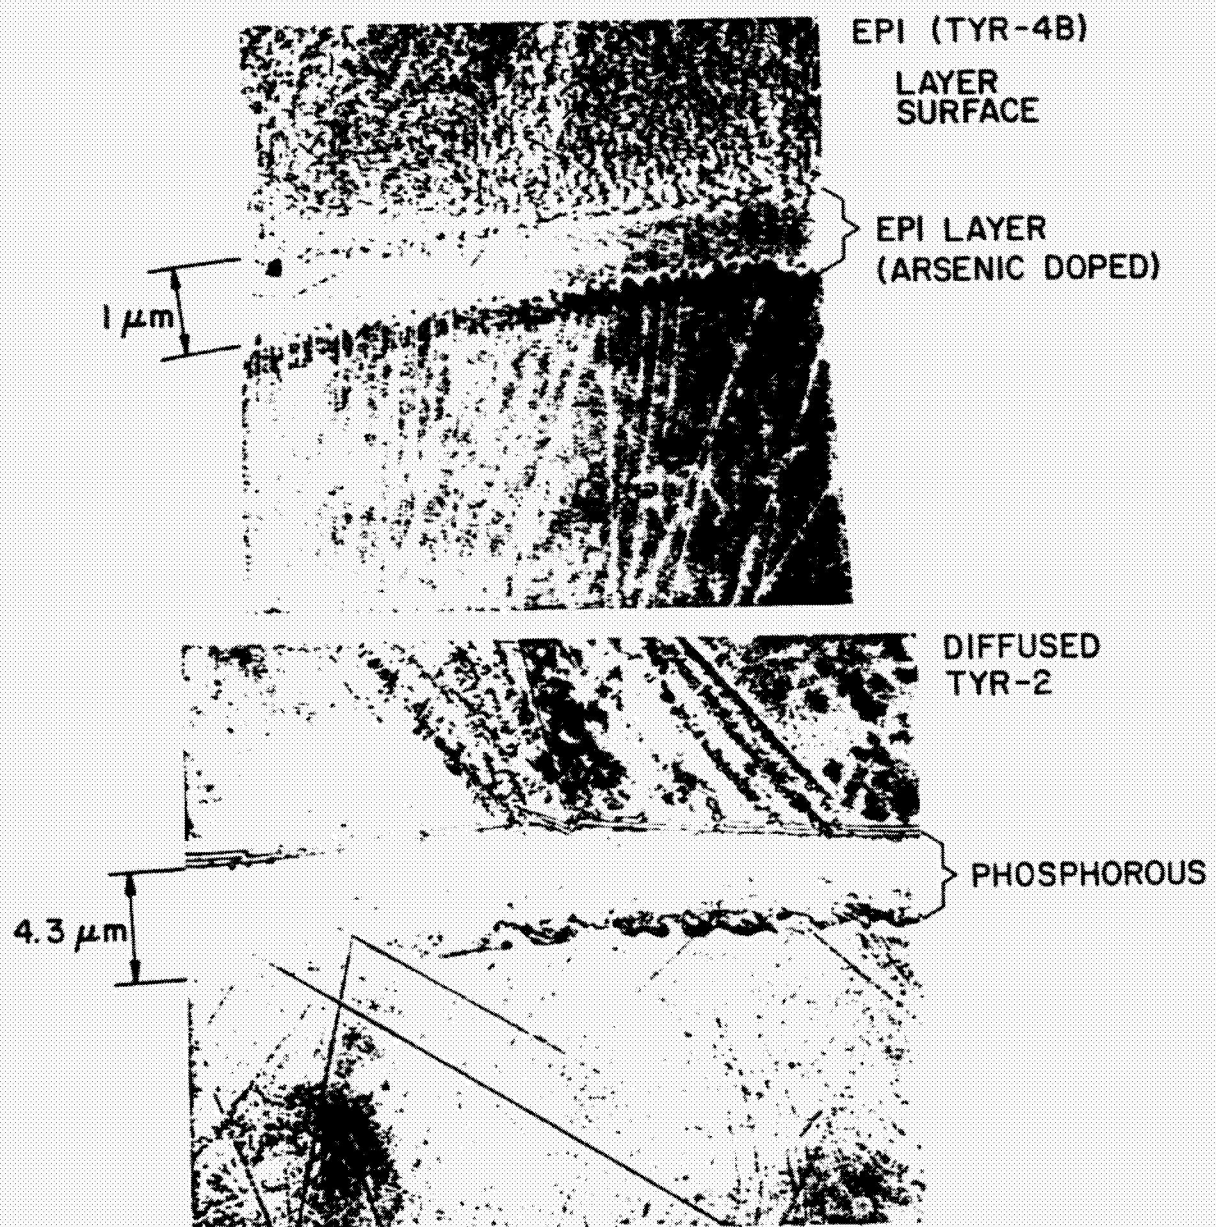 EPI (TYR-4B)
LAYER
SURFACE
EPI LAYER
(ARSENIC DOPED)
1 μm
DIFFUSED
TYR-2
PHOSPHOROUS
4.3 μm